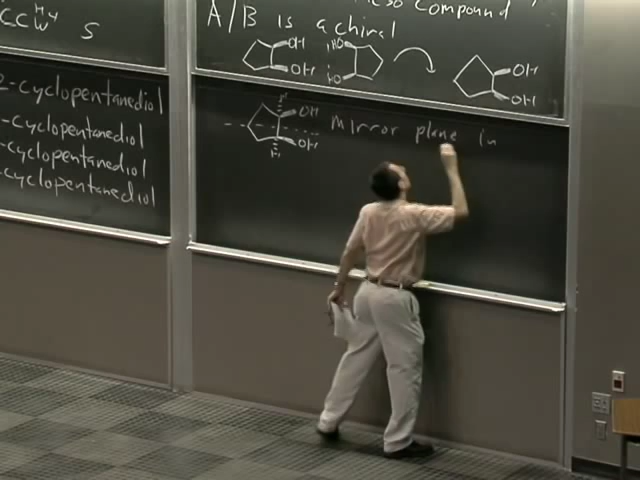 CCW S
H 4
2-cyclopentanediol
-cyclopentanediol
-cyclopentanediol
-cyclopentanediol
compound
A/B is achiral
OH HO OH
OH HO OH
H
OH mirror plane in
OH
H